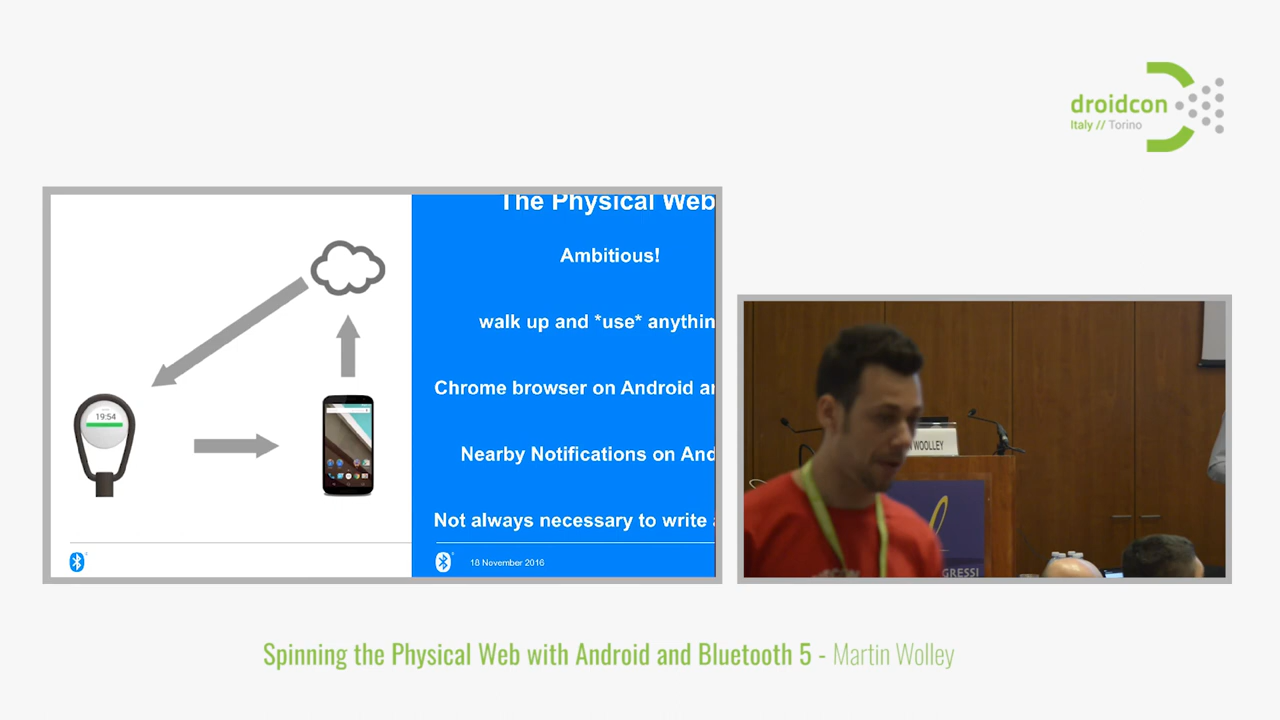 droidcon
Italy // Torino
The Physical Web
Ambitious!
walk up and *use* anythin
Chrome browser on Android an
Nearby Notifications on And
Not always necessary to write
18 November 2016
19:54
WOOLLEY
GRESSI
Spinning the Physical Web with Android and Bluetooth 5 - Martin Wolley